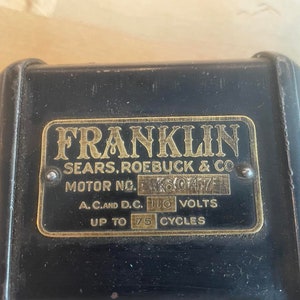 FRANKLIN
SEARS, ROEBUCK & CO
MOTOR NO.
A.C. AND D.C. 110 VOLTS
UP TO 75 CYCLES